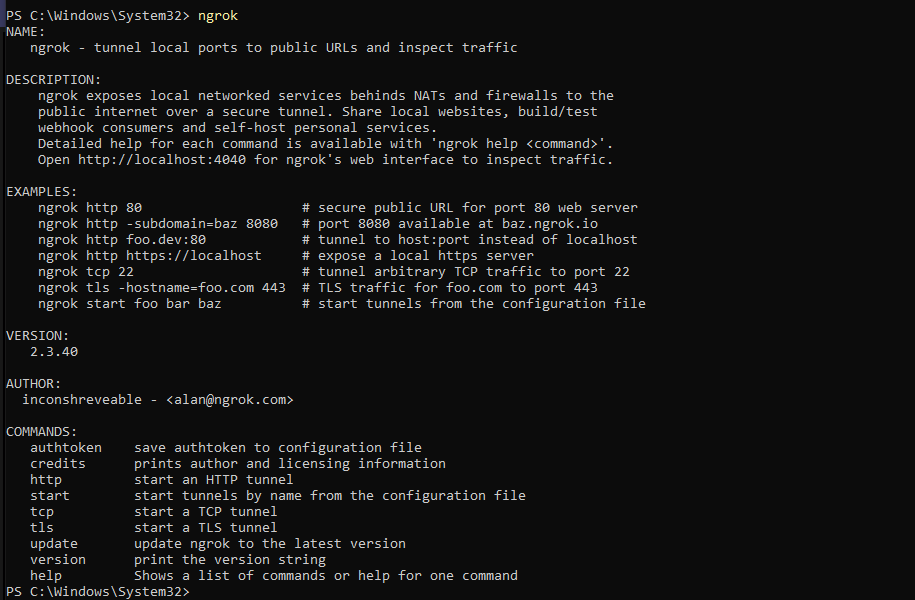 PS C:\Windows\System32> ngrok
NAME:
   ngrok - tunnel local ports to public URLs and inspect traffic

DESCRIPTION:
    ngrok exposes local networked services behinds NATs and firewalls to the
    public internet over a secure tunnel. Share local websites, build/test
    webhook consumers and self-host personal services.
    Detailed help for each command is available with 'ngrok help <command>'.
    Open http://localhost:4040 for ngrok's web interface to inspect traffic.

EXAMPLES:
    ngrok http 80                    # secure public URL for port 80 web server
    ngrok http -subdomain=baz 8080   # port 8080 available at baz.ngrok.io
    ngrok http foo.dev:80            # tunnel to host:port instead of localhost
    ngrok http https://localhost     # expose a local https server
    ngrok tcp 22                     # tunnel arbitrary TCP traffic to port 22
    ngrok tls -hostname=foo.com 443  # TLS traffic for foo.com to port 443
    ngrok start foo bar baz          # start tunnels from the configuration file

VERSION:
   2.3.40

AUTHOR:
  inconshreveable - <alan@ngrok.com>

COMMANDS:
   authtoken    save authtoken to configuration file
   credits      prints author and licensing information
   http         start an HTTP tunnel
   start        start tunnels by name from the configuration file
   tcp          start a TCP tunnel
   tls          start a TLS tunnel
   update       update ngrok to the latest version
   version      print the version string
   help         Shows a list of commands or help for one command
PS C:\Windows\System32>